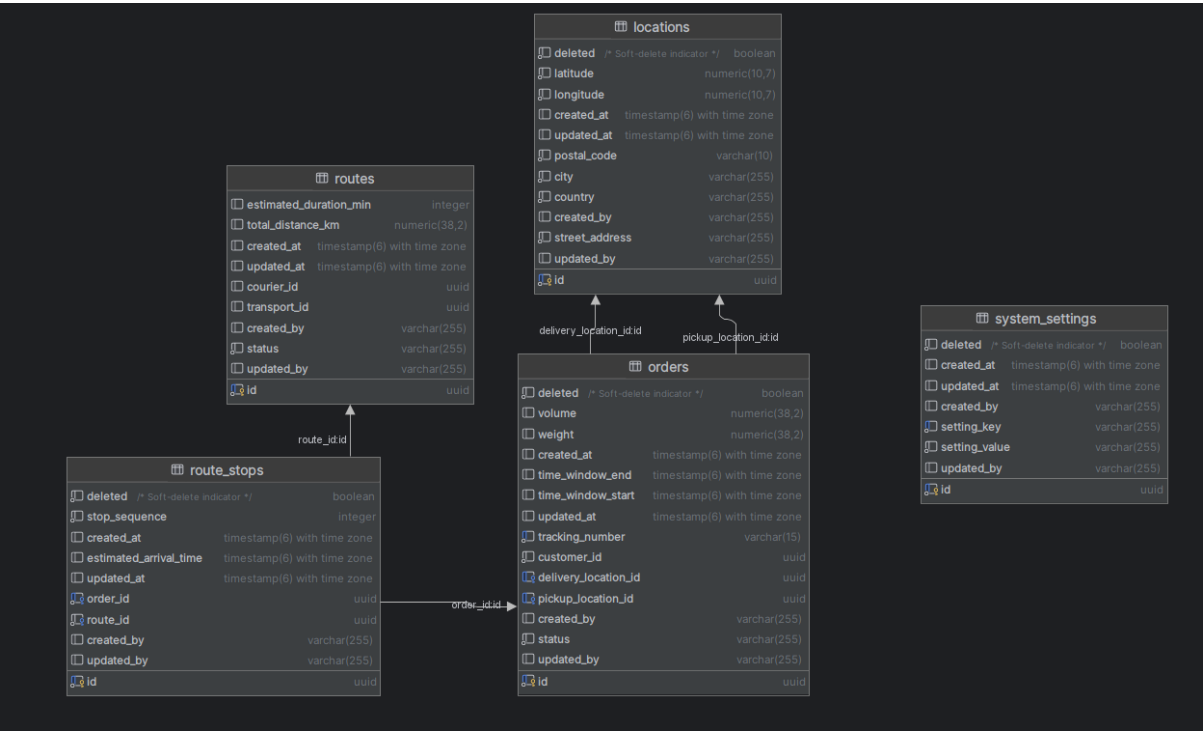 locations
deleted /* Soft-delete indicator */ boolean
latitude numeric(10,7)
longitude numeric(10,7)
created_at timestamp(6) with time zone
updated_at timestamp(6) with time zone
postal_code varchar(10)
city varchar(255)
country varchar(255)
created_by varchar(255)
street_address varchar(255)
updated_by varchar(255)
id uuid
routes
estimated_duration_min integer
total_distance_km numeric(38,2)
created_at timestamp(6) with time zone
updated_at timestamp(6) with time zone
courier_id uuid
transport_id uuid
created_by varchar(255)
status varchar(255)
updated_by varchar(255)
id uuid
delivery_location_id:id
pickup_location_id:id
system_settings
deleted /* Soft-delete indicator */ boolean
created_at timestamp(6) with time zone
updated_at timestamp(6) with time zone
created_by varchar(255)
setting_key varchar(255)
setting_value varchar(255)
updated_by varchar(255)
id uuid
orders
deleted /* Soft-delete indicator */ boolean
volume numeric(38,2)
weight numeric(38,2)
created_at timestamp(6) with time zone
time_window_end timestamp(6) with time zone
time_window_start timestamp(6) with time zone
updated_at timestamp(6) with time zone
tracking_number varchar(15)
customer_id uuid
delivery_location_id uuid
pickup_location_id uuid
created_by varchar(255)
status varchar(255)
updated_by varchar(255)
id uuid
route_id:id
route_stops
deleted /* Soft-delete indicator */ boolean
stop_sequence integer
created_at timestamp(6) with time zone
estimated_arrival_time timestamp(6) with time zone
updated_at timestamp(6) with time zone
order_id uuid
route_id uuid
created_by varchar(255)
updated_by varchar(255)
id uuid
order_id:id